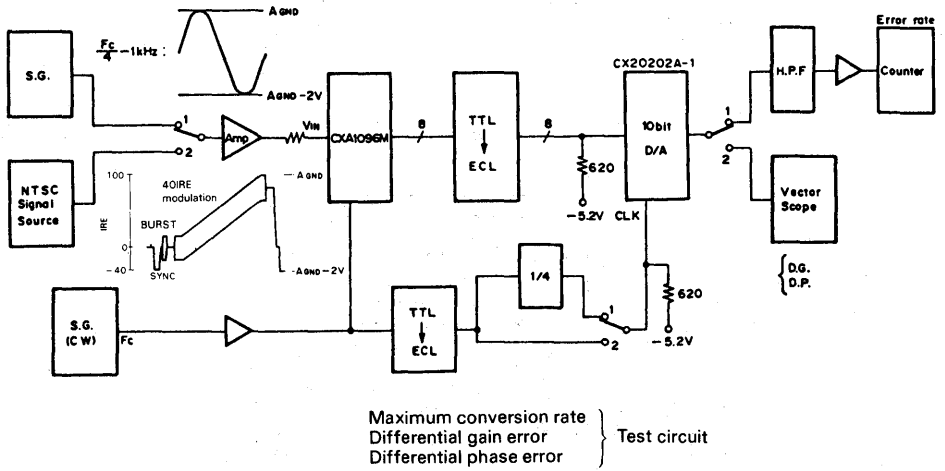 AGND
Fc/4 -1kHz :
AGND-2V
S.G.
1
2
Amp
VIN
CXA1096M
8
TTL
↓
ECL
8
620
-5.2V
CX20202A-1
10bit
D/A
CLK
1
2
H.P.F
Error rate
Counter
Vector
Scope
D.G.
D.P.
NTSC
Signal
Source
100
IRE
0
-40
40IRE
modulation
BURST
SYNC
AGND
AGND-2V
S.G.
(CW)
Fc
TTL
↓
ECL
1/4
1
2
620
-5.2V
Maximum conversion rate
Differential gain error
Differential phase error
Test circuit